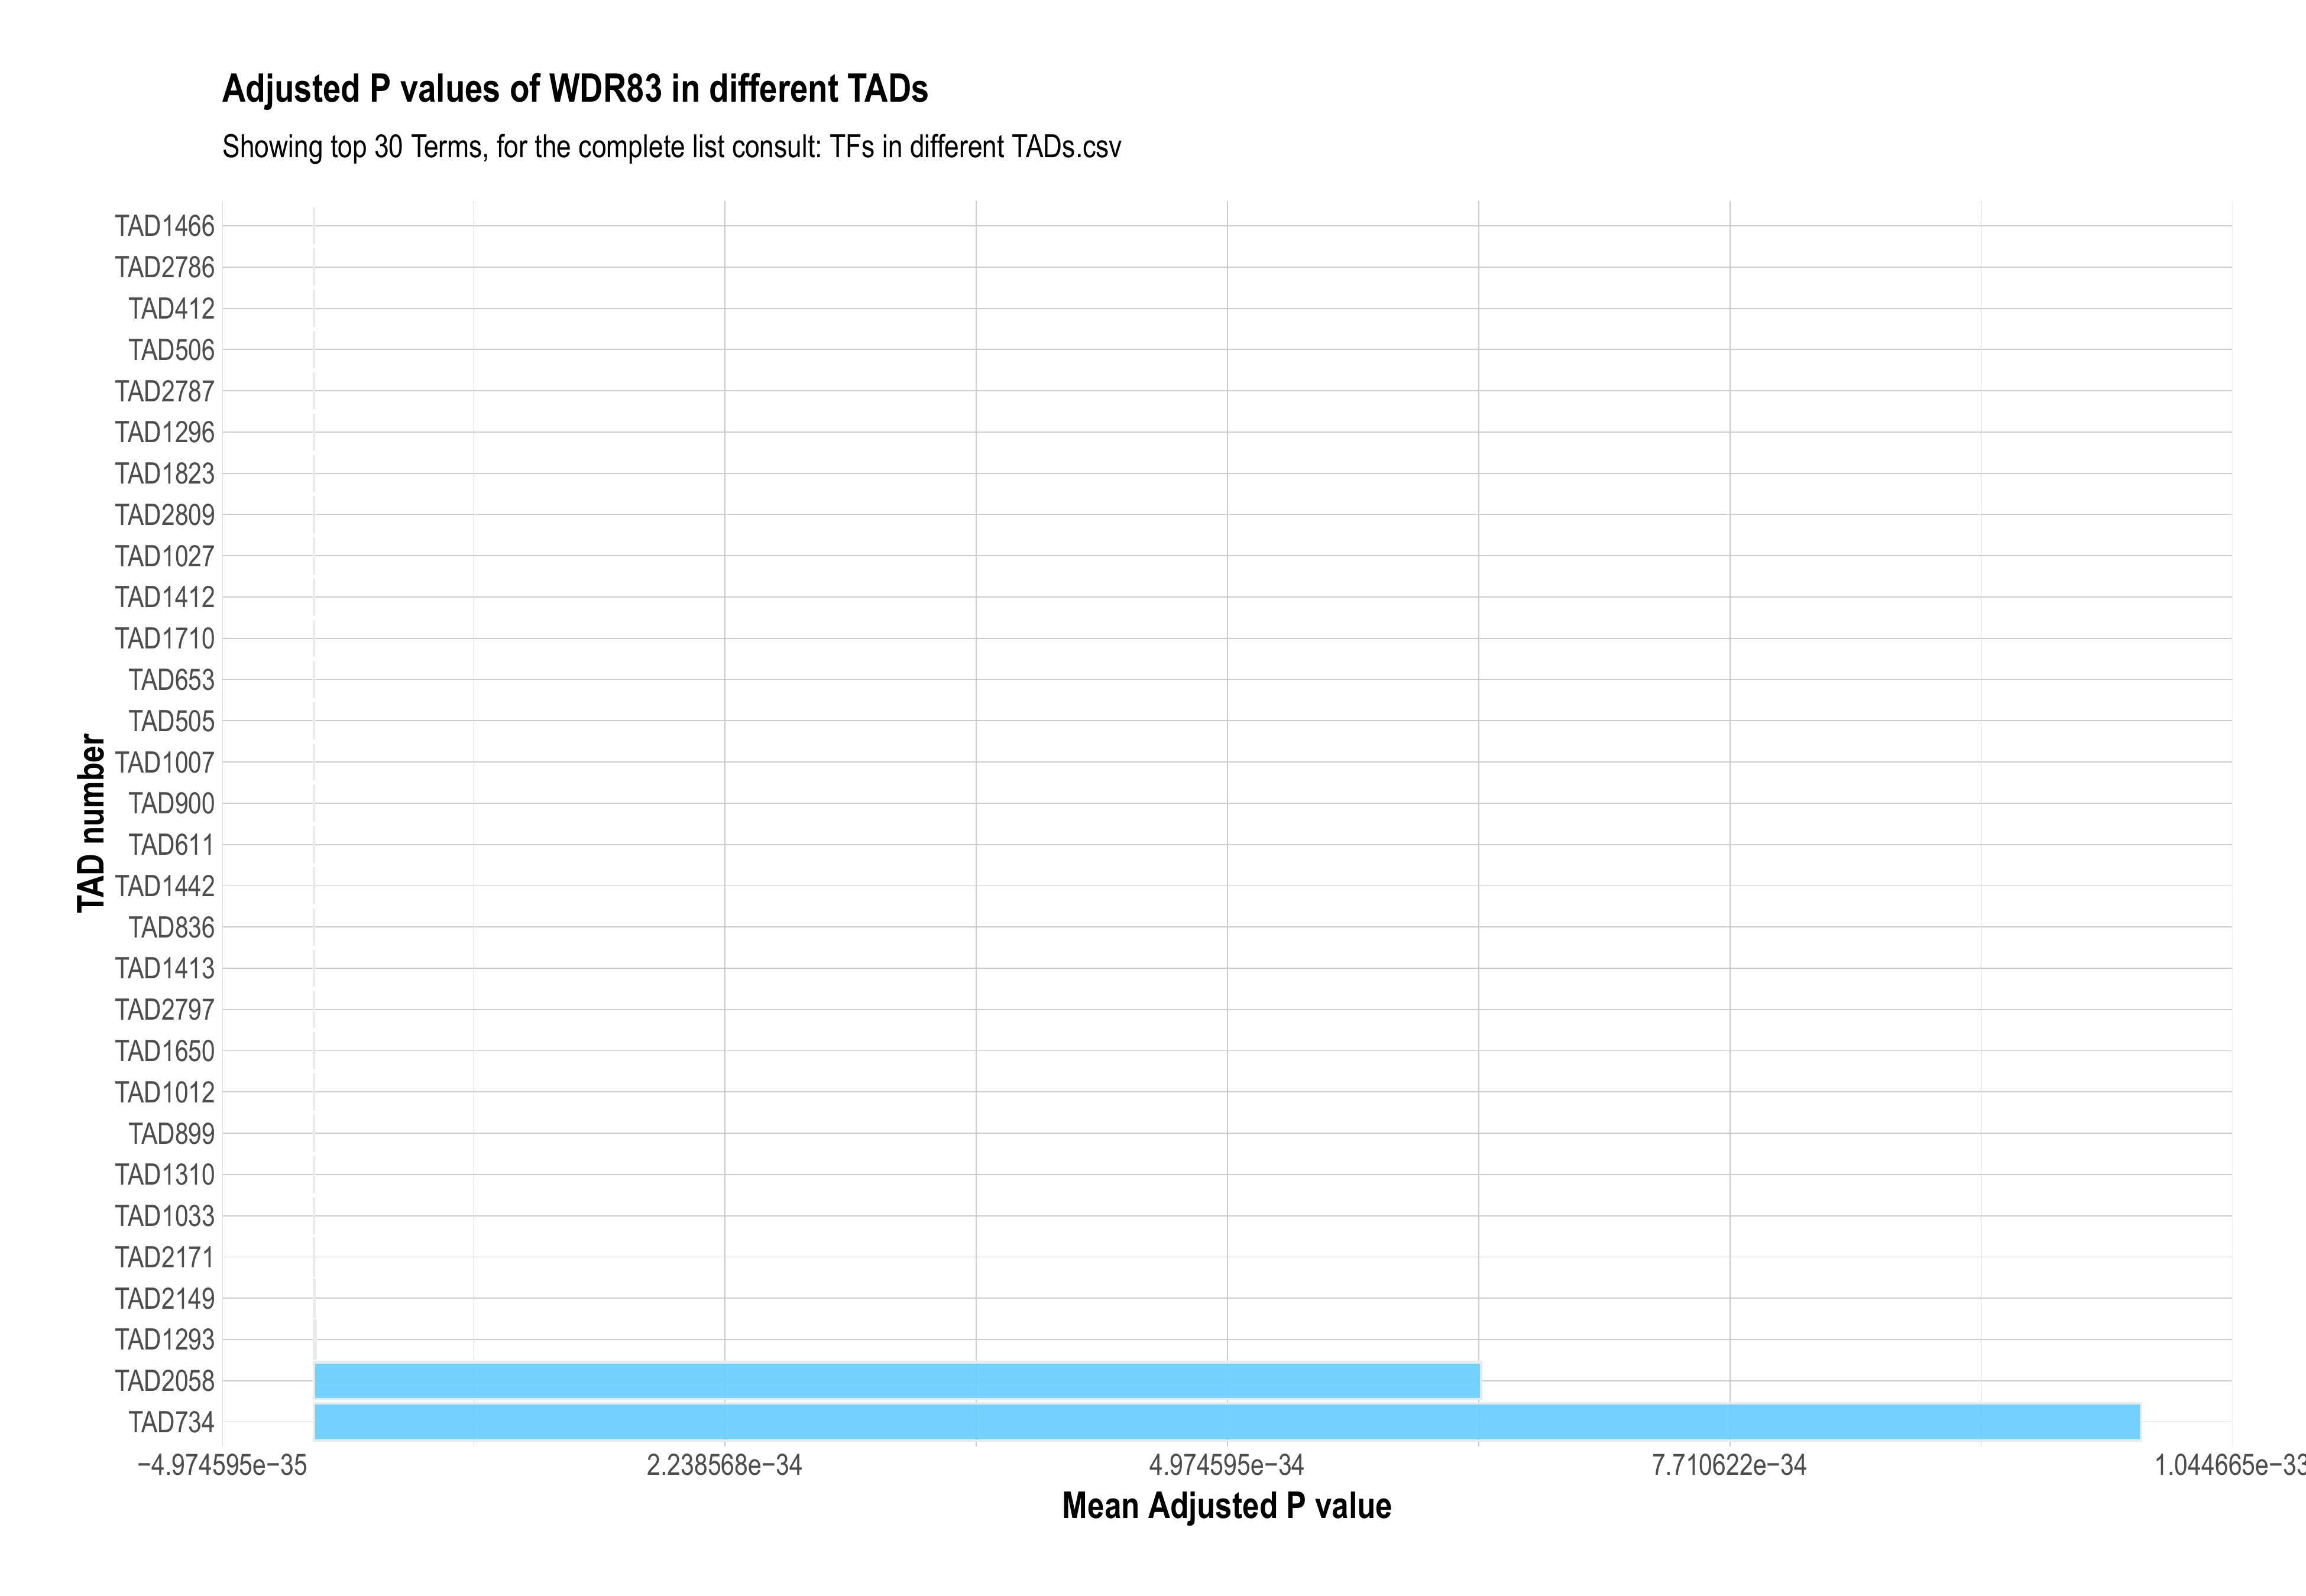 Adjusted P values of WDR83 in different TADs
Showing top 30 Terms, for the complete list consult: TFs in different TADs.csv
TAD number
TAD1466
TAD2786
TAD412
TAD506
TAD2787
TAD1296
TAD1823
TAD2809
TAD1027
TAD1412
TAD1710
TAD653
TAD505
TAD1007
TAD900
TAD611
TAD1442
TAD836
TAD1413
TAD2797
TAD1650
TAD1012
TAD899
TAD1310
TAD1033
TAD2171
TAD2149
TAD1293
TAD2058
TAD734
−4.974595e−35 2.238568e−34 4.974595e−34 7.710622e−34 1.044665e−33
Mean Adjusted P value